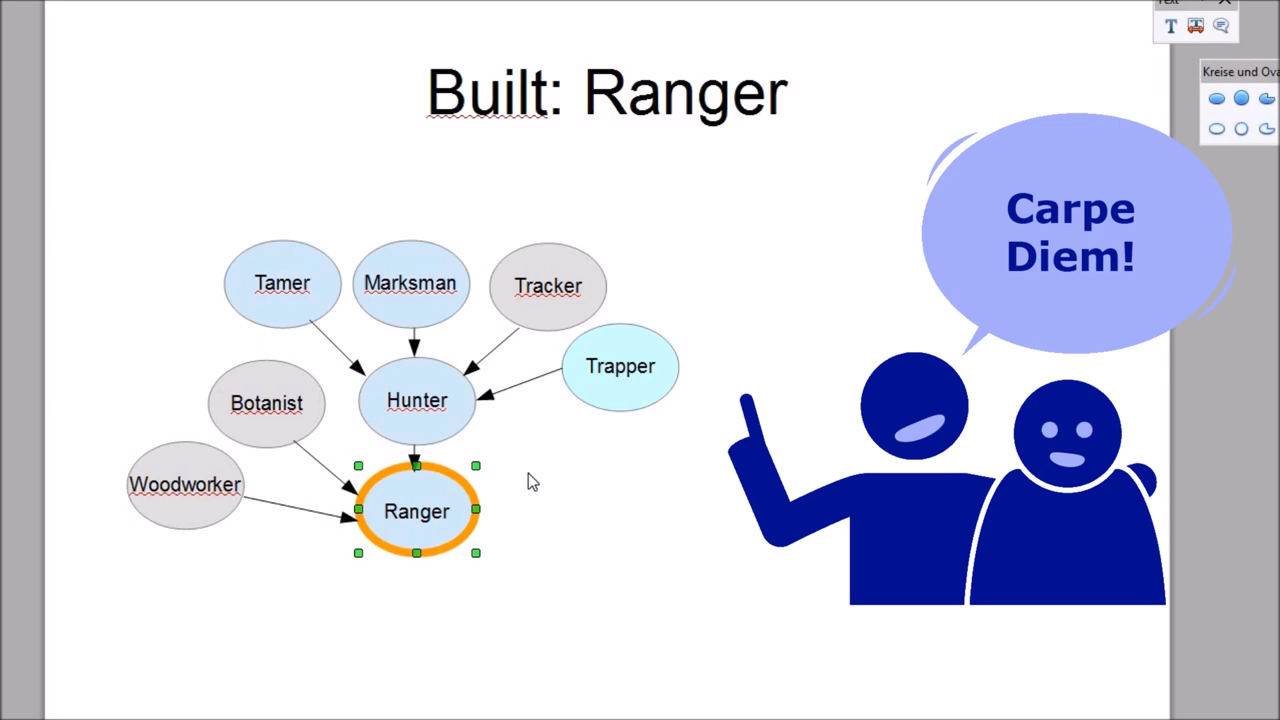 Built: Ranger
Kreise und Ova
Carpe
Diem!
Tamer
Marksman
Tracker
Trapper
Botanist
Hunter
Woodworker
Ranger